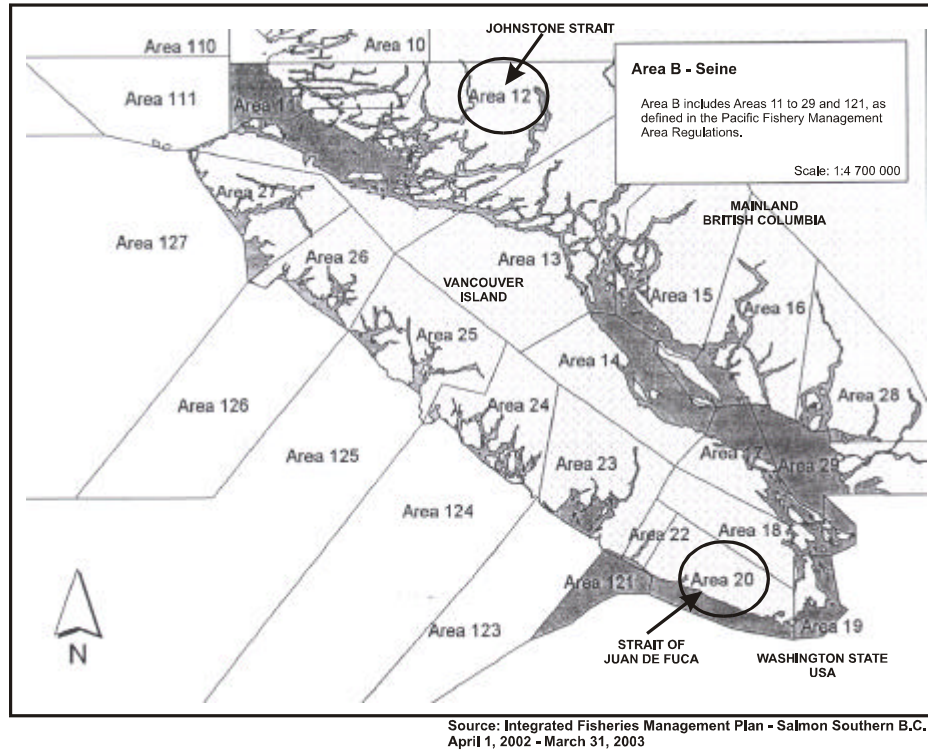 JOHNSTONE STRAIT
Area 110
Area 10
Area 111
Area 11
Area 12
Area B - Seine
Area B includes Areas 11 to 29 and 121, as
defined in the Pacific Fishery Management
Area Regulations.
Scale: 1:4 700 000
Area 27
MAINLAND
BRITISH COLUMBIA
Area 127
Area 26
Area 13
VANCOUVER
ISLAND
Area 15
Area 16
Area 25
Area 14
Area 28
Area 126
Area 24
Area 125
Area 17
Area 29
Area 23
Area 124
Area 22
Area 18
Area 121
Area 20
Area 123
Area 19
N
STRAIT OF
JUAN DE FUCA
WASHINGTON STATE
USA
Source: Integrated Fisheries Management Plan - Salmon Southern B.C.
April 1, 2002 - March 31, 2003